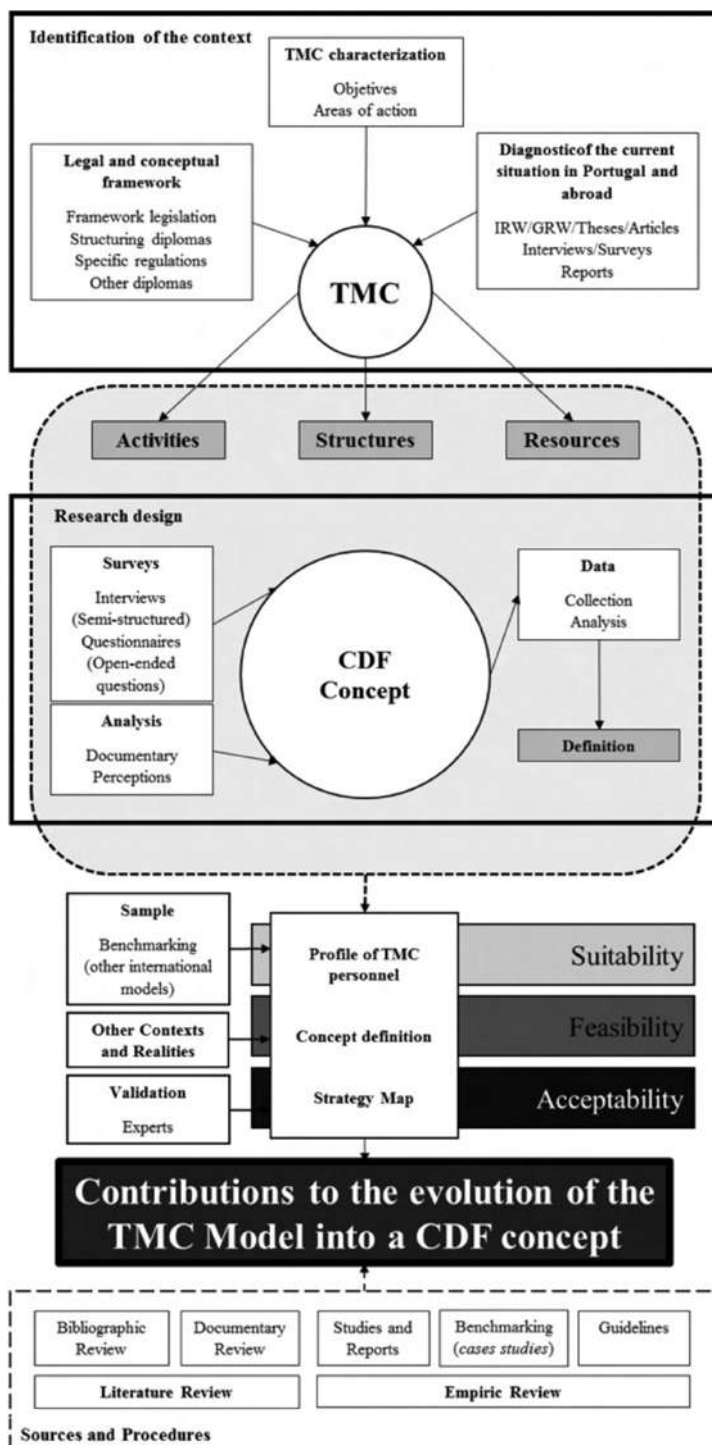 Identification of the context
TMC characterization
Objetives
Areas of action
Legal and conceptual
framework
Framework legislation
Structuring diplomas
Specific regulations
Other diplomas
Diagnosticof the current
situation in Portugal and
abroad
IRW/GRW/Theses/Articles
Interviews/Surveys
Reports
TMC
Activities
Structures
Resources
Research design
Surveys
Interviews
(Semi-structured)
Questionnaires
(Open-ended
questions)
Analysis
Documentary
Perceptions
CDF
Concept
Data
Collection
Analysis
Definition
Sample
Benchmarking
(other international
models)
Other Contexts
and Realities
Validation
Experts
Profile of TMC
personnel
Concept definition
Strategy Map
Suitability
Feasibility
Acceptability
Contributions to the evolution of the
TMC Model into a CDF concept
Bibliographic
Review
Documentary
Review
Studies and
Reports
Benchmarking
(cases studies)
Guidelines
Literature Review
Empiric Review
Sources and Procedures